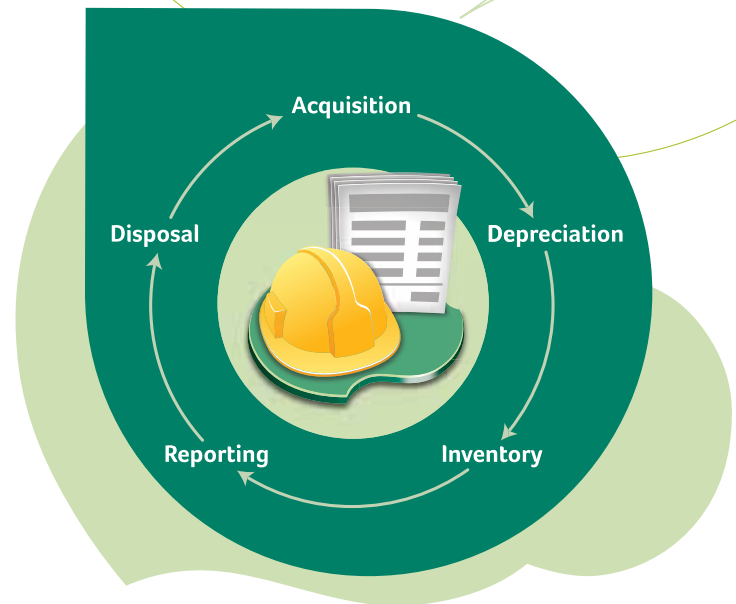 Acquisition
Depreciation
Inventory
Reporting
Disposal